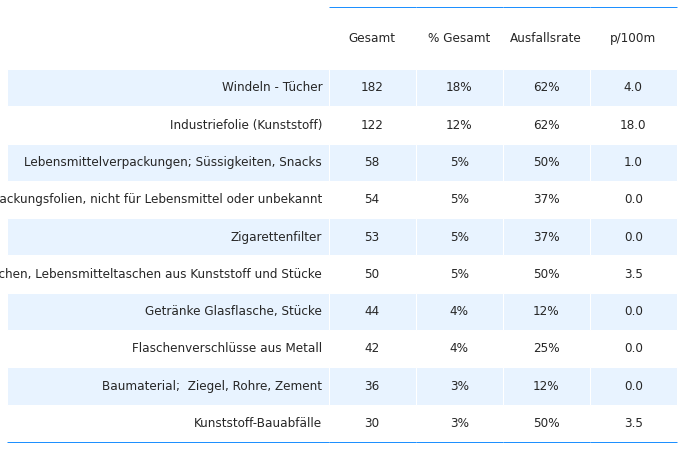 Gesamt % Gesamt Ausfallsrate p/100m
Windeln - Tücher 182 18% 62% 4.0
Industriefolie (Kunststoff) 122 12% 62% 18.0
Lebensmittelverpackungen; Süssigkeiten, Snacks 58 5% 50% 1.0
ackungsfolien, nicht für Lebensmittel oder unbekannt 54 5% 37% 0.0
Zigarettenfilter 53 5% 37% 0.0
chen, Lebensmitteltaschen aus Kunststoff und Stücke 50 5% 50% 3.5
Getränke Glasflasche, Stücke 44 4% 12% 0.0
Flaschenverschlüsse aus Metall 42 4% 25% 0.0
Baumaterial;  Ziegel, Rohre, Zement 36 3% 12% 0.0
Kunststoff-Bauabfälle 30 3% 50% 3.5